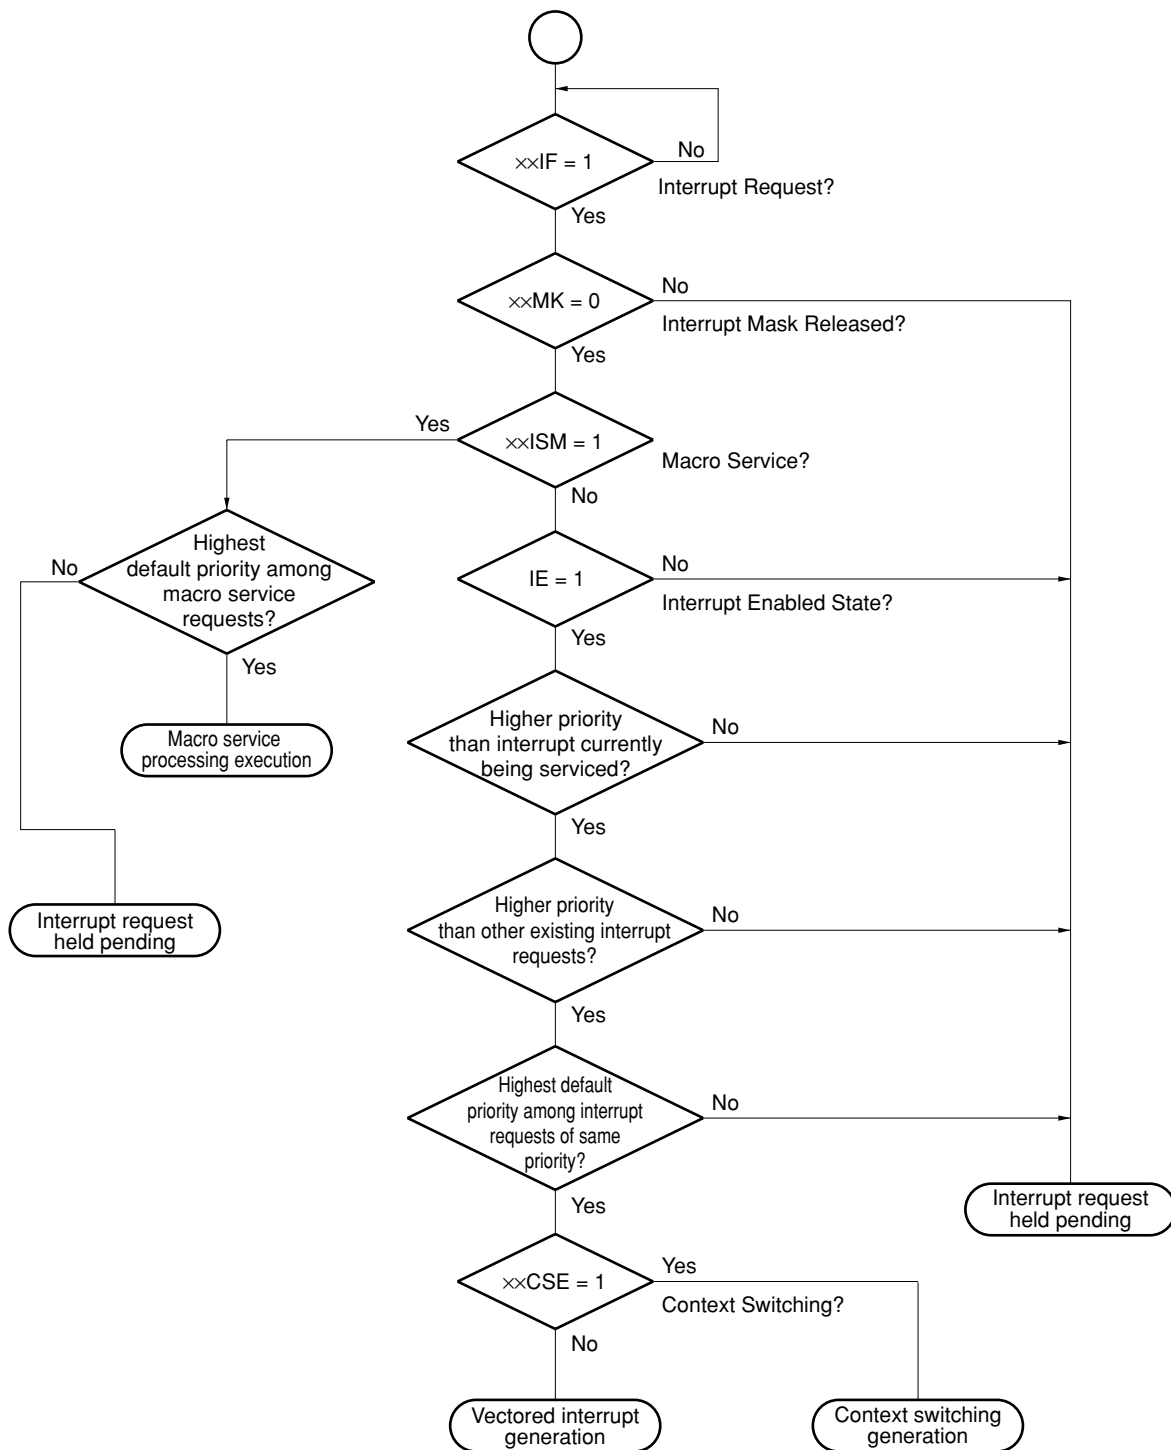 ××IF = 1
No
Interrupt Request?
Yes
××MK = 0
No
Interrupt Mask Released?
Yes
Yes
××ISM = 1
Macro Service?
No
Highest
default priority among
macro service
requests?
No
Yes
IE = 1
No
Interrupt Enabled State?
Yes
Macro service
processing execution
Higher priority
than interrupt currently
being serviced?
No
Yes
Interrupt request
held pending
Higher priority
than other existing interrupt
requests?
No
Yes
Highest default
priority among interrupt
requests of same
priority?
No
Yes
Interrupt request
held pending
××CSE = 1
Yes
Context Switching?
No
Vectored interrupt
generation
Context switching
generation